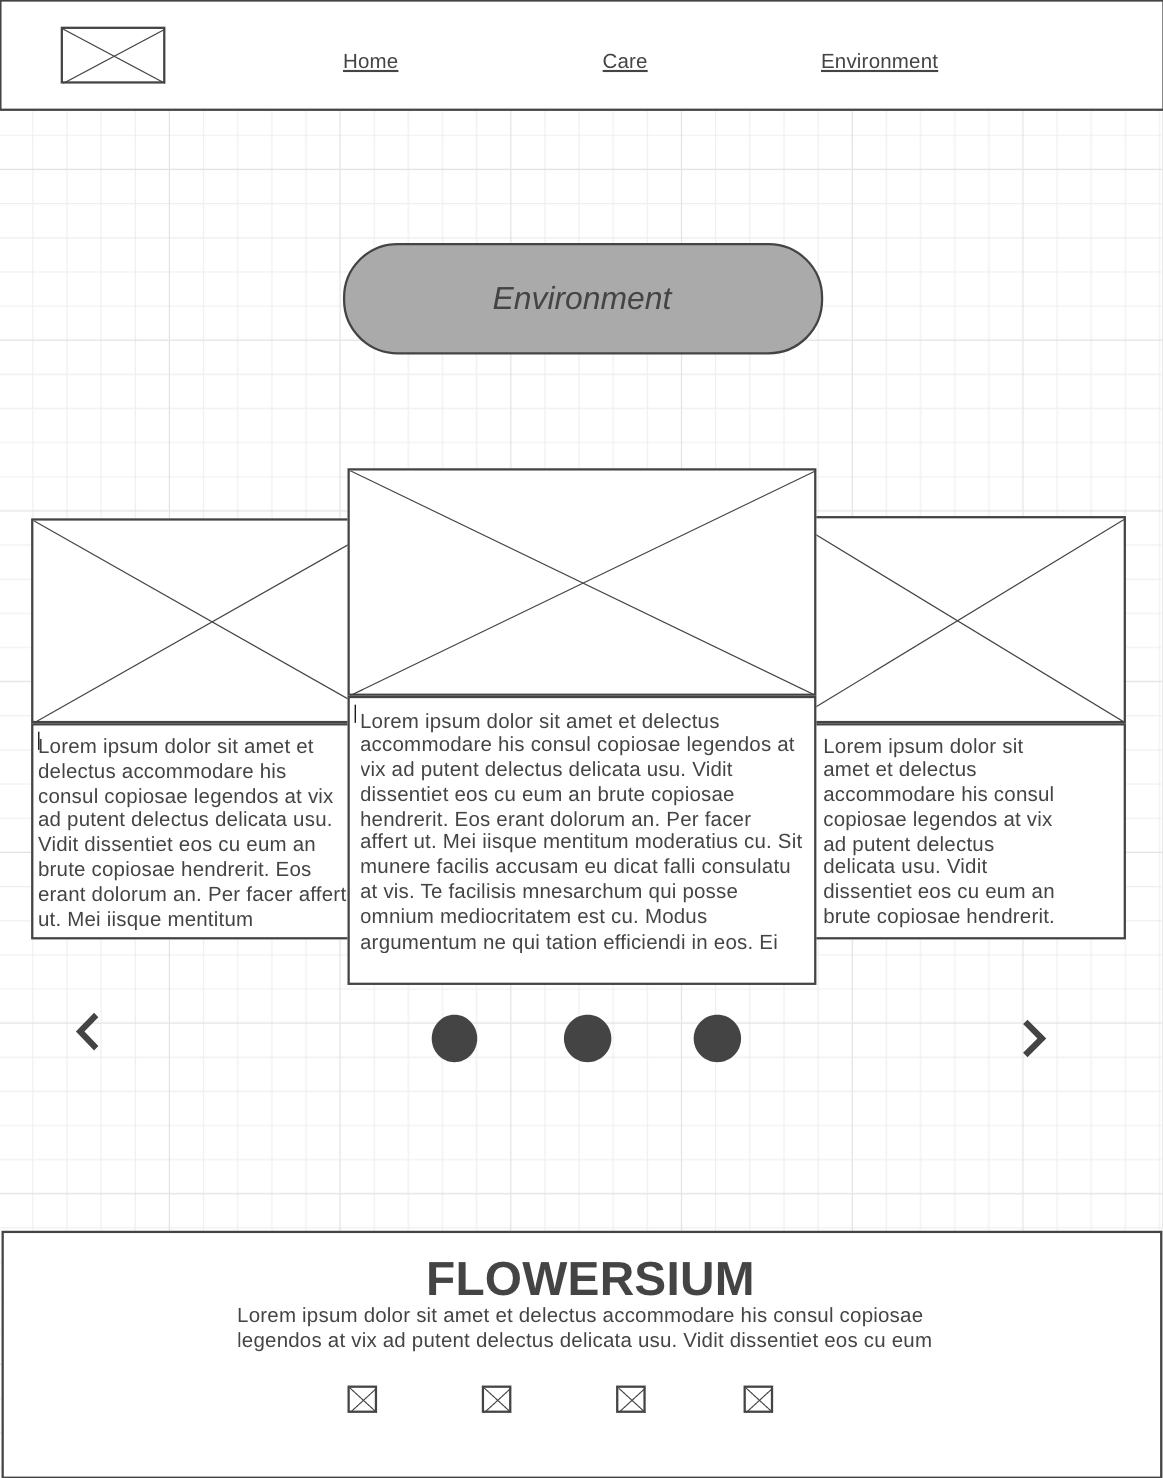 Home
Care
Environment
Environment
Lorem ipsum dolor sit amet et
delectus accommodare his
consul copiosae legendos at vix
ad putent delectus delicata usu.
Vidit dissentiet eos cu eum an
brute copiosae hendrerit. Eos
erant dolorum an. Per facer affert
ut. Mei iisque mentitum
Lorem ipsum dolor sit amet et delectus
accommodare his consul copiosae legendos at
vix ad putent delectus delicata usu. Vidit
dissentiet eos cu eum an brute copiosae
hendrerit. Eos erant dolorum an. Per facer
affert ut. Mei iisque mentitum moderatius cu. Sit
munere facilis accusam eu dicat falli consulatu
at vis. Te facilisis mnesarchum qui posse
omnium mediocritatem est cu. Modus
argumentum ne qui tation efficiendi in eos. Ei
Lorem ipsum dolor sit
amet et delectus
accommodare his consul
copiosae legendos at vix
ad putent delectus
delicata usu. Vidit
dissentiet eos cu eum an
brute copiosae hendrerit.
FLOWERSIUM
Lorem ipsum dolor sit amet et delectus accommodare his consul copiosae
legendos at vix ad putent delectus delicata usu. Vidit dissentiet eos cu eum